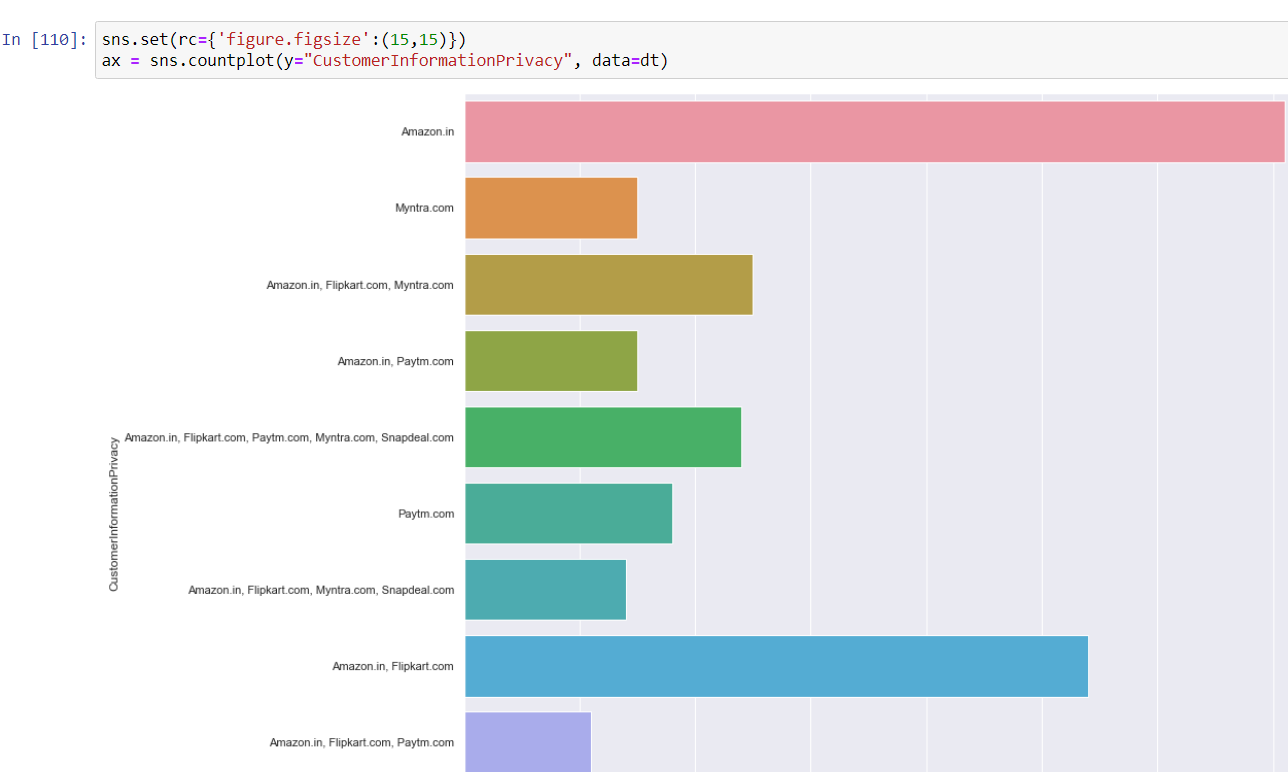 In [110]: sns.set(rc={'figure.figsize':(15,15)})
ax = sns.countplot(y="CustomerInformationPrivacy", data=dt)
Amazon.in
Myntra.com
Amazon.in, Flipkart.com, Myntra.com
Amazon.in, Paytm.com
Amazon.in, Flipkart.com, Paytm.com, Myntra.com, Snapdeal.com
CustomerInformationPrivacy
Paytm.com
Amazon.in, Flipkart.com, Myntra.com, Snapdeal.com
Amazon.in, Flipkart.com
Amazon.in, Flipkart.com, Paytm.com